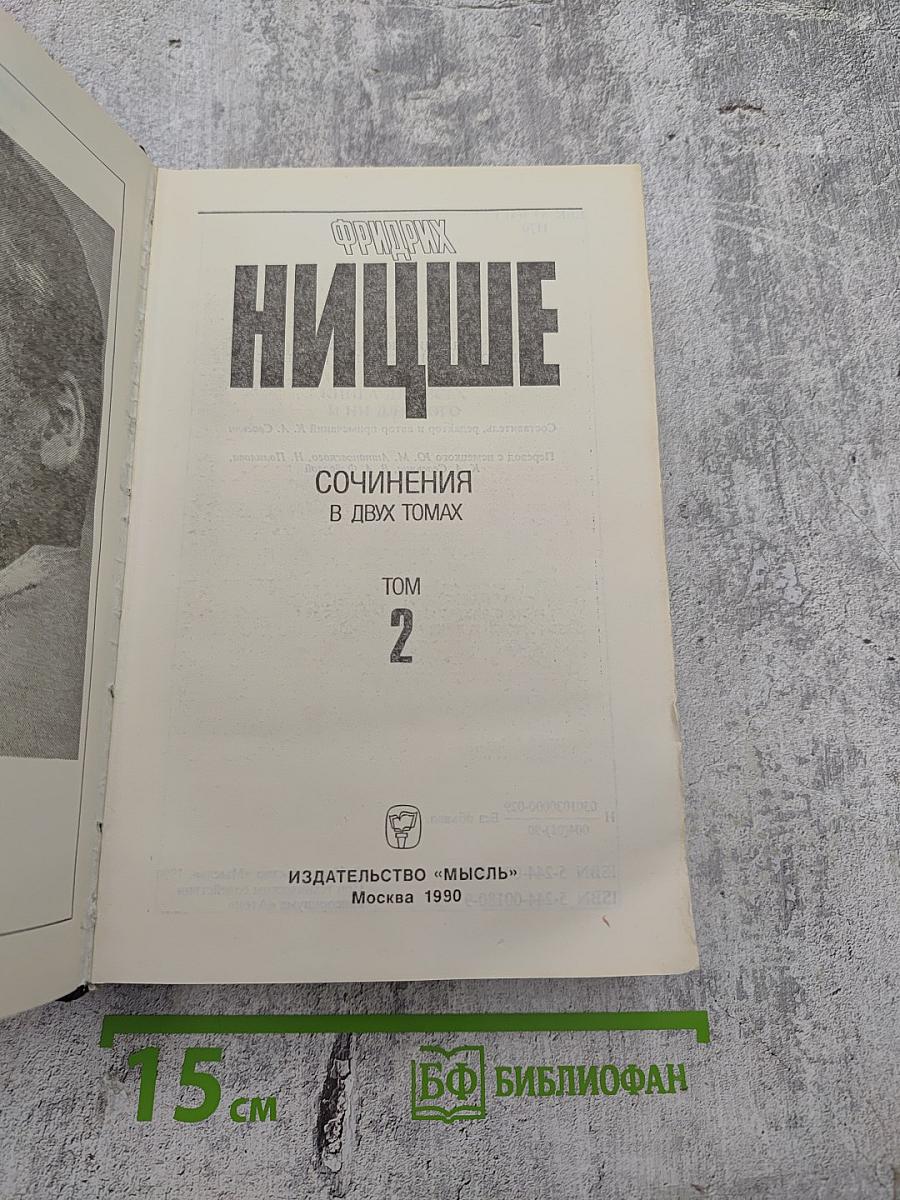 ФРИДРИХ
НИЦШЕ
СОЧИНЕНИЯ
В ДВУХ ТОМАХ
ТОМ
2
ИЗДАТЕЛЬСТВО «МЫСЛЬ»
Москва 1990
15 см
БФ БИБЛИОФАН